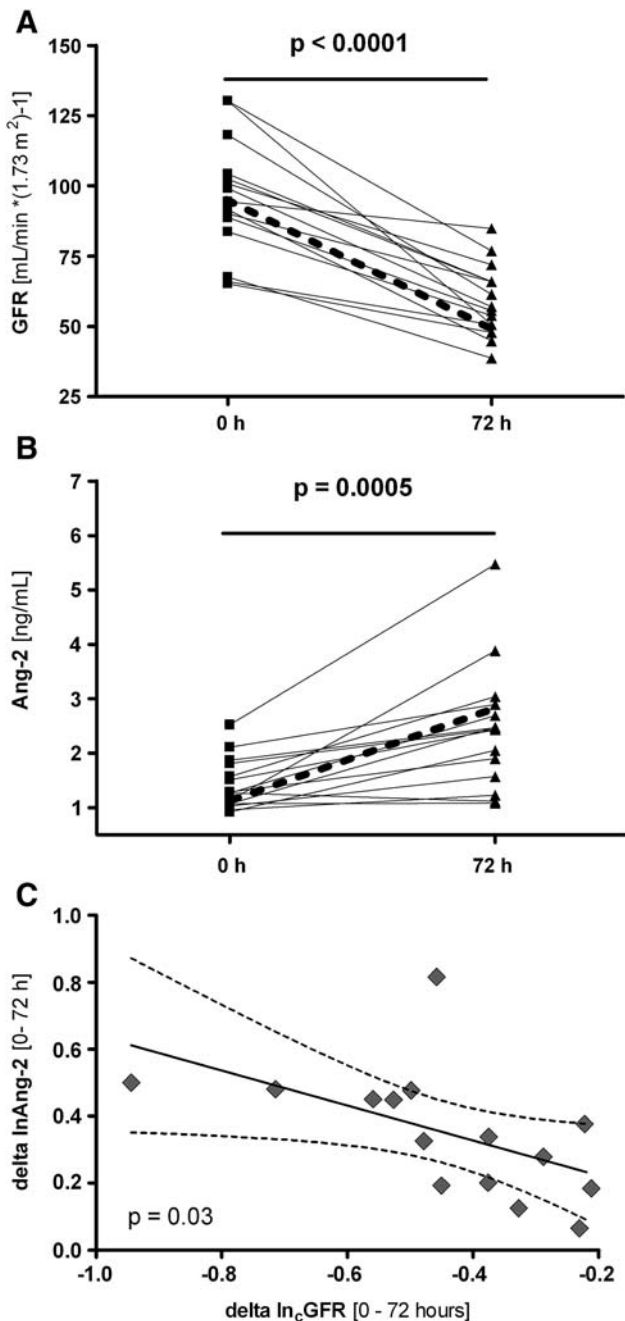 A
p < 0.0001
GFR [mL/min *(1.73 m²)-1]
150
125
100
75
50
25
0 h
72 h
B
p = 0.0005
Ang-2 [ng/mL]
7
6
5
4
3
2
1
0 h
72 h
C
delta lnAng-2 [0- 72 h]
1.0
0.8
0.6
0.4
0.2
0.0
p = 0.03
-1.0
-0.8
-0.6
-0.4
-0.2
delta lncGFR [0 - 72 hours]